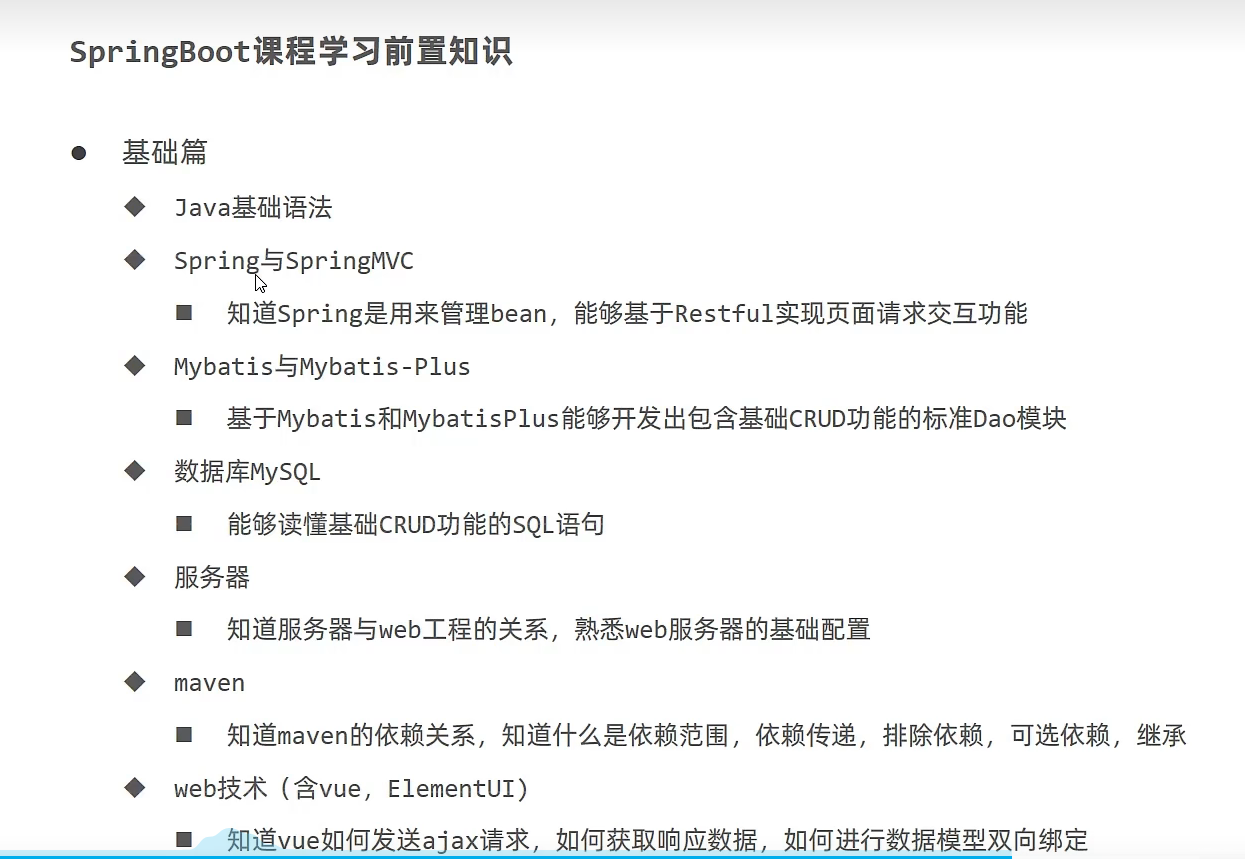 SpringBoot课程学习前置知识
基础篇
Java基础语法
Spring与SpringMVC
知道Spring是用来管理bean，能够基于Restful实现页面请求交互功能
Mybatis与Mybatis-Plus
基于Mybatis和MybatisPlus能够开发出包含基础CRUD功能的标准Dao模块
数据库MySQL
能够读懂基础CRUD功能的SQL语句
服务器
知道服务器与web工程的关系，熟悉web服务器的基础配置
maven
知道maven的依赖关系，知道什么是依赖范围，依赖传递，排除依赖，可选依赖，继承
web技术（含vue，ElementUI）
知道vue如何发送ajax请求，如何获取响应数据，如何进行数据模型双向绑定